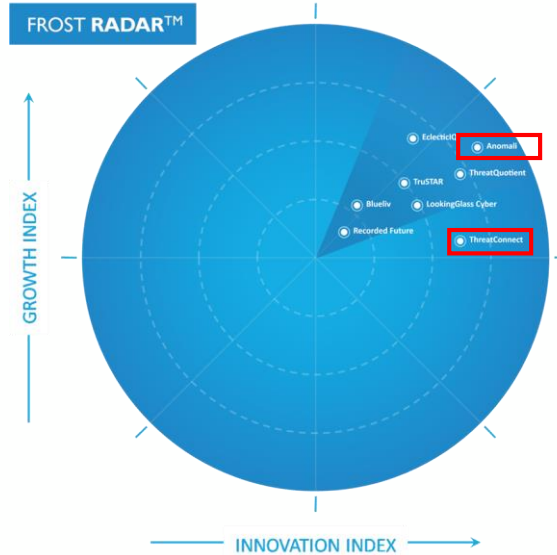 FROST RADAR™
EclecticIQ
Anomali
ThreatQuotient
TruSTAR
Blueliv
LookingGlass Cyber
Recorded Future
ThreatConnect
GROWTH INDEX
INNOVATION INDEX